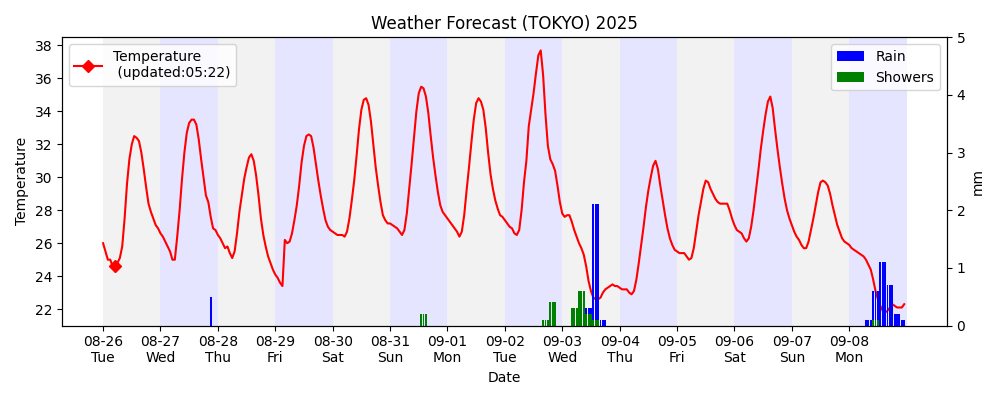 Weather Forecast (TOKYO) 2025
Temperature
(updated:05:22)
Rain
Showers
38
36
34
32
30
28
26
24
22
Temperature
5
4
3
2
1
0
mm
08-26 08-27 08-28 08-29 08-30 08-31 09-01 09-02 09-03 09-04 09-05 09-06 09-07 09-08
Tue Wed Thu Fri Sat Sun Mon Tue Wed Thu Fri Sat Sun Mon
Date